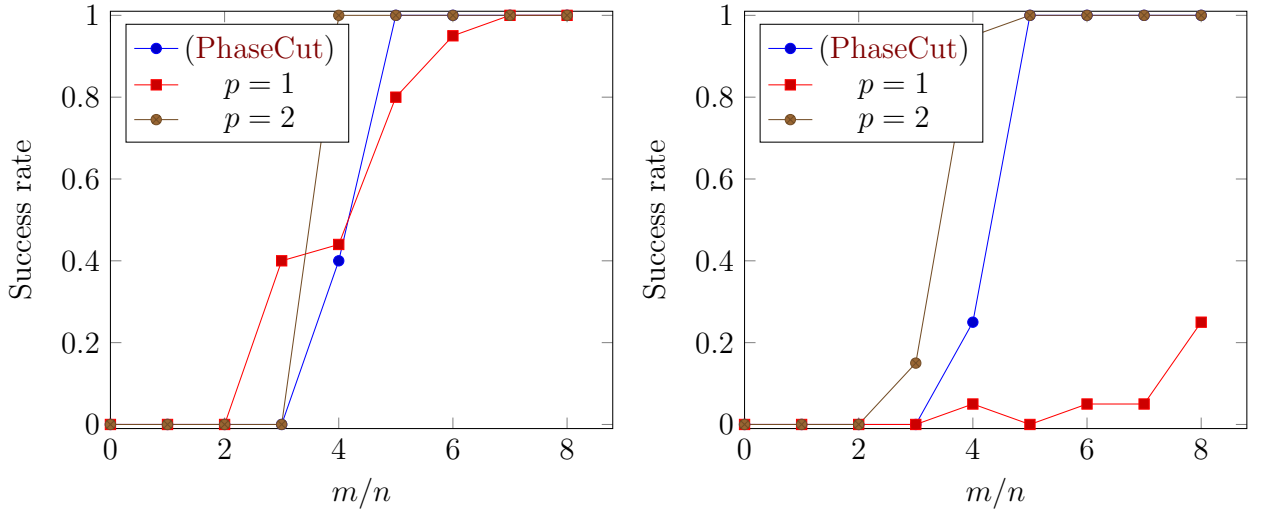 1
0.8
0.6
0.4
0.2
0
0 2 4 6 8
Success rate
m/n
(PhaseCut)
p = 1
p = 2
1
0.8
0.6
0.4
0.2
0
0 2 4 6 8
Success rate
m/n
(PhaseCut)
p = 1
p = 2